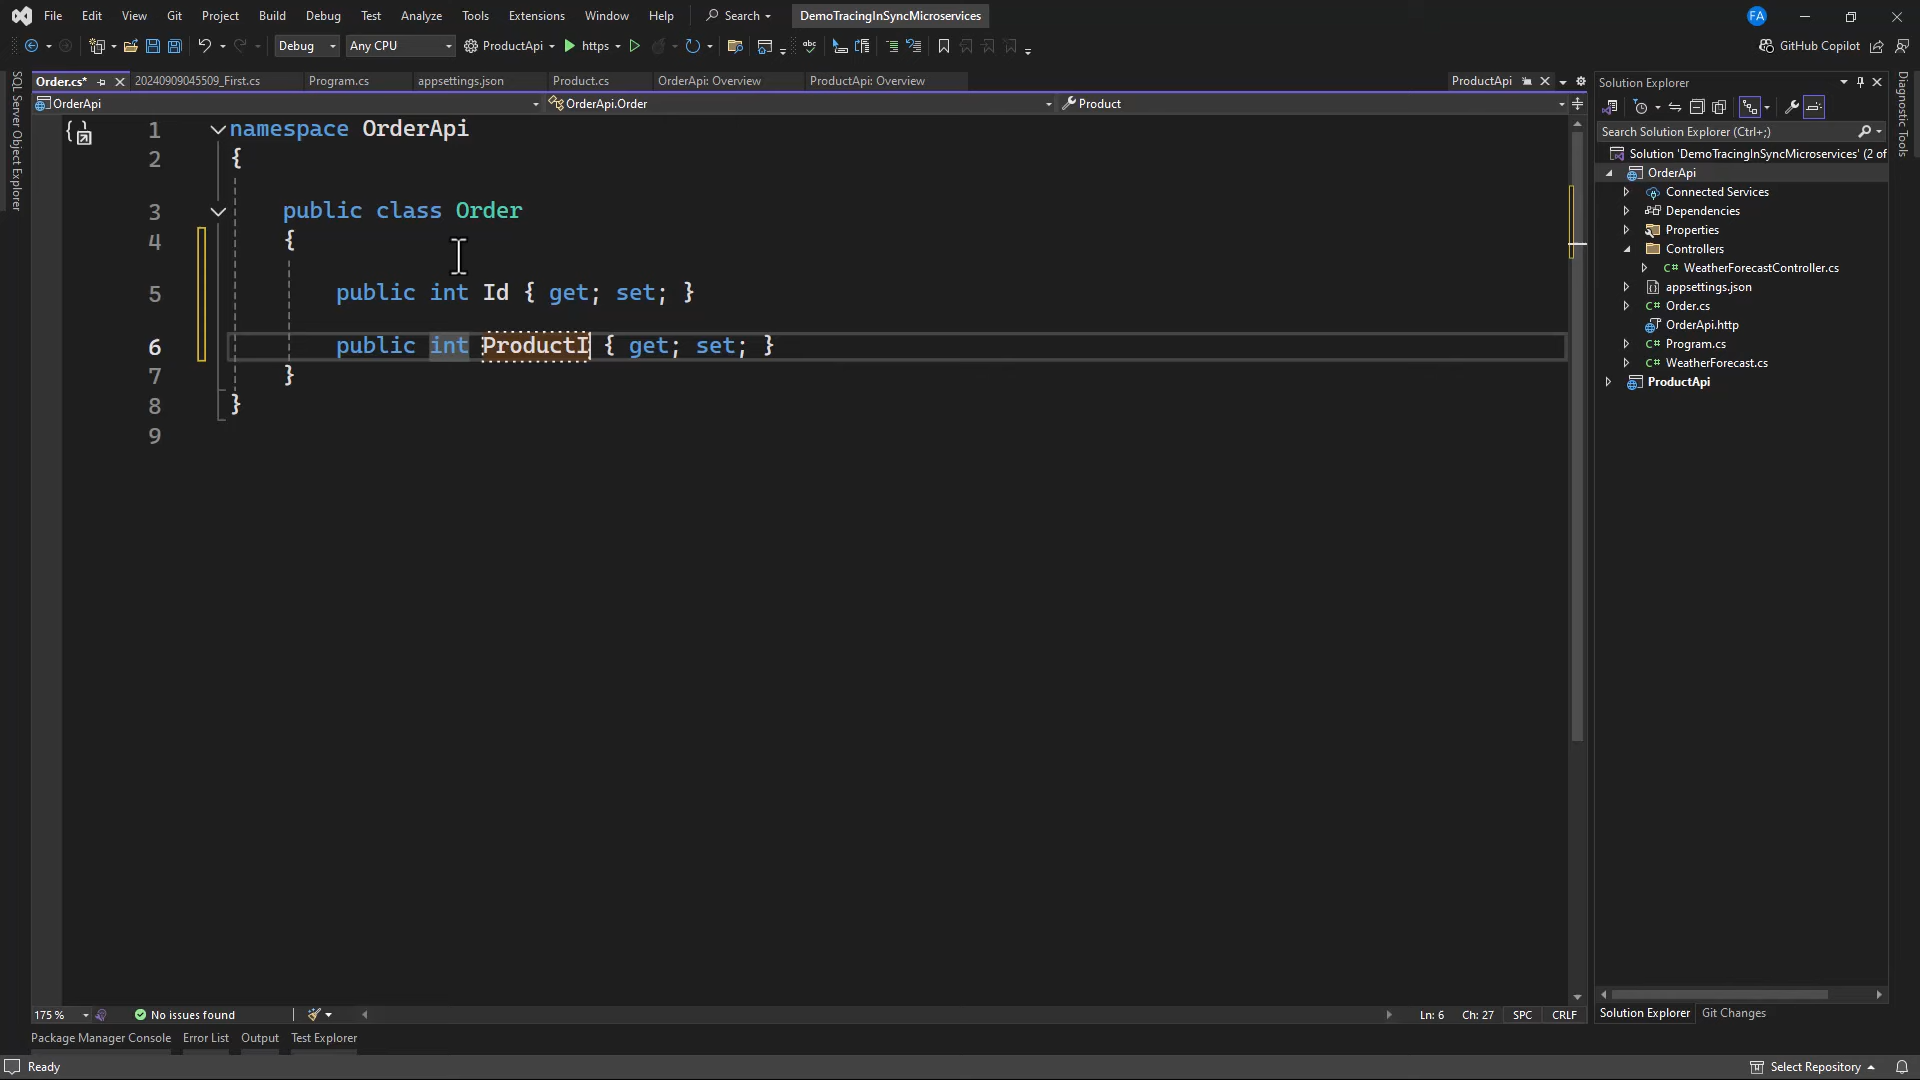 File Edit View Git Project Build Debug Test Analyze Tools Extensions Window Help Search DemoTracingInSyncMicroservices FA
Debug Any CPU ProductApi https GitHub Copilot
Order.cs* 20240909045509_First.cs Program.cs appsettings.json Product.cs OrderApi: Overview ProductApi: Overview ProductApi
OrderApi OrderApi.Order Product
SQL Server Object Explorer
1 namespace OrderApi
2 {
3 public class Order
4 {
5 public int Id { get; set; }
6 public int ProductI { get; set; }
7 }
8 }
9
175 % No issues found Ln: 6 Ch: 27 SPC CRLF
Solution Explorer
Search Solution Explorer (Ctrl+;)
Solution 'DemoTracingInSyncMicroservices' (2 of
OrderApi
Connected Services
Dependencies
Properties
Controllers
C# WeatherForecastController.cs
appsettings.json
C# Order.cs
OrderApi.http
C# Program.cs
C# WeatherForecast.cs
ProductApi
Solution Explorer Git Changes
Diagnostic Tools
Package Manager Console Error List Output Test Explorer
Ready Select Repository